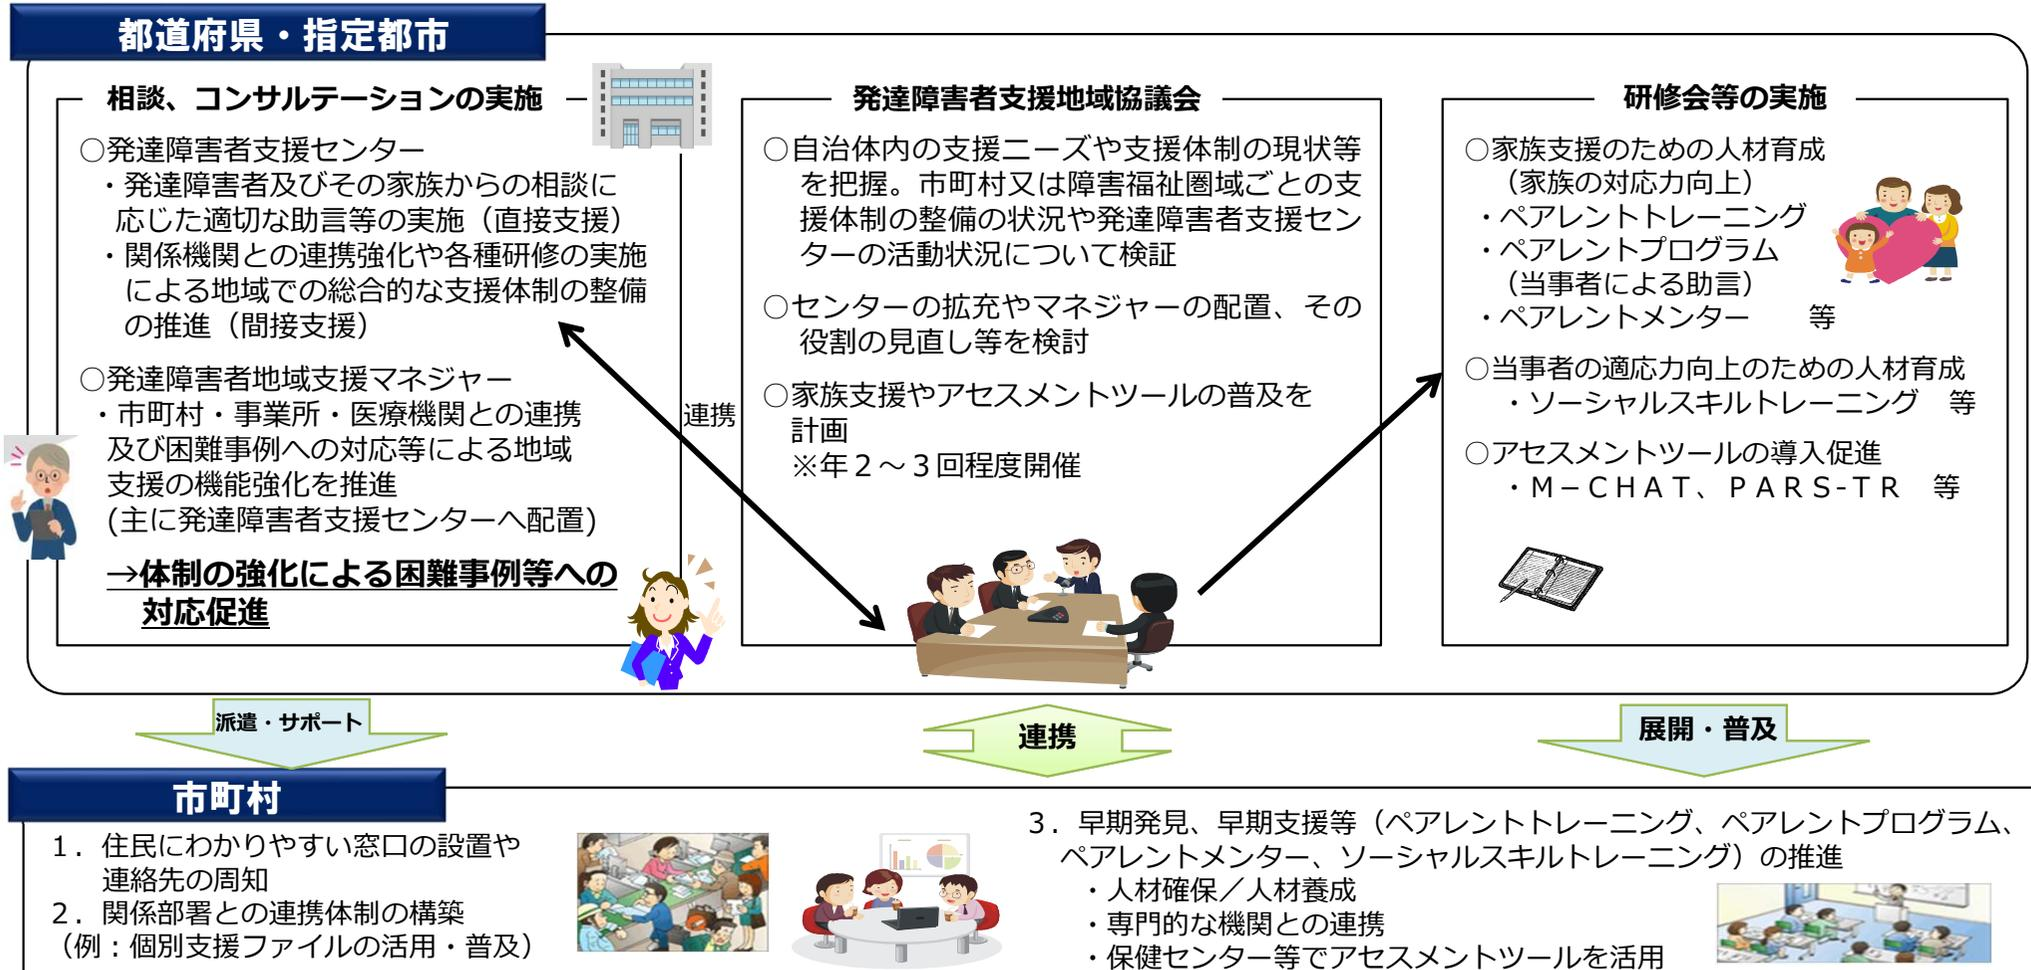 都道府県・指定都市
相談、コンサルテーションの実施
○発達障害者支援センター
・発達障害者及びその家族からの相談に
応じた適切な助言等の実施（直接支援）
・関係機関との連携強化や各種研修の実施
による地域での総合的な支援体制の整備
の推進（間接支援）
○発達障害者地域支援マネジャー
・市町村・事業所・医療機関との連携
及び困難事例への対応等による地域
支援の機能強化を推進
(主に発達障害者支援センターへ配置)
→体制の強化による困難事例等への
対応促進
連携
発達障害者支援地域協議会
○自治体内の支援ニーズや支援体制の現状等
を把握。市町村又は障害福祉圏域ごとの支
援体制の整備の状況や発達障害者支援セン
ターの活動状況について検証
○センターの拡充やマネジャーの配置、その
役割の見直し等を検討
○家族支援やアセスメントツールの普及を
計画
※年２～３回程度開催
研修会等の実施
○家族支援のための人材育成
（家族の対応力向上）
・ペアレントトレーニング
・ペアレントプログラム
（当事者による助言）
・ペアレントメンター　　等
○当事者の適応力向上のための人材育成
・ソーシャルスキルトレーニング　等
○アセスメントツールの導入促進
・Ｍ－ＣＨＡＴ、ＰＡＲＳ-ＴＲ　等
派遣・サポート
連携
展開・普及
市町村
１．住民にわかりやすい窓口の設置や
連絡先の周知
２．関係部署との連携体制の構築
（例：個別支援ファイルの活用・普及）
３．早期発見、早期支援等（ペアレントトレーニング、ペアレントプログラム、
ペアレントメンター、ソーシャルスキルトレーニング）の推進
・人材確保／人材養成
・専門的な機関との連携
・保健センター等でアセスメントツールを活用